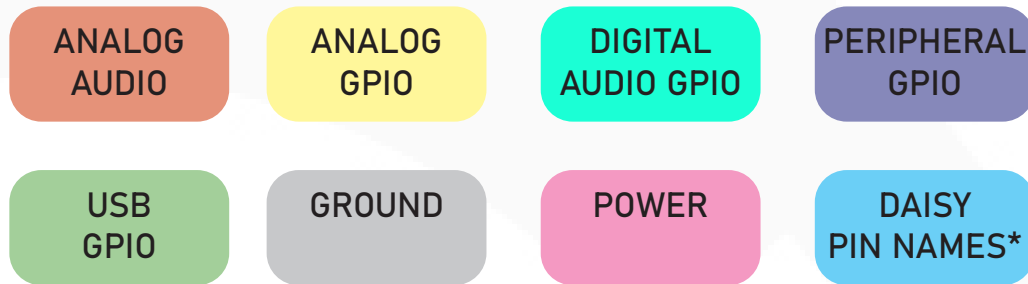 ANALOG
AUDIO
ANALOG
GPIO
DIGITAL
AUDIO GPIO
PERIPHERAL
GPIO
USB
GPIO
GROUND
POWER
DAISY
PIN NAMES*